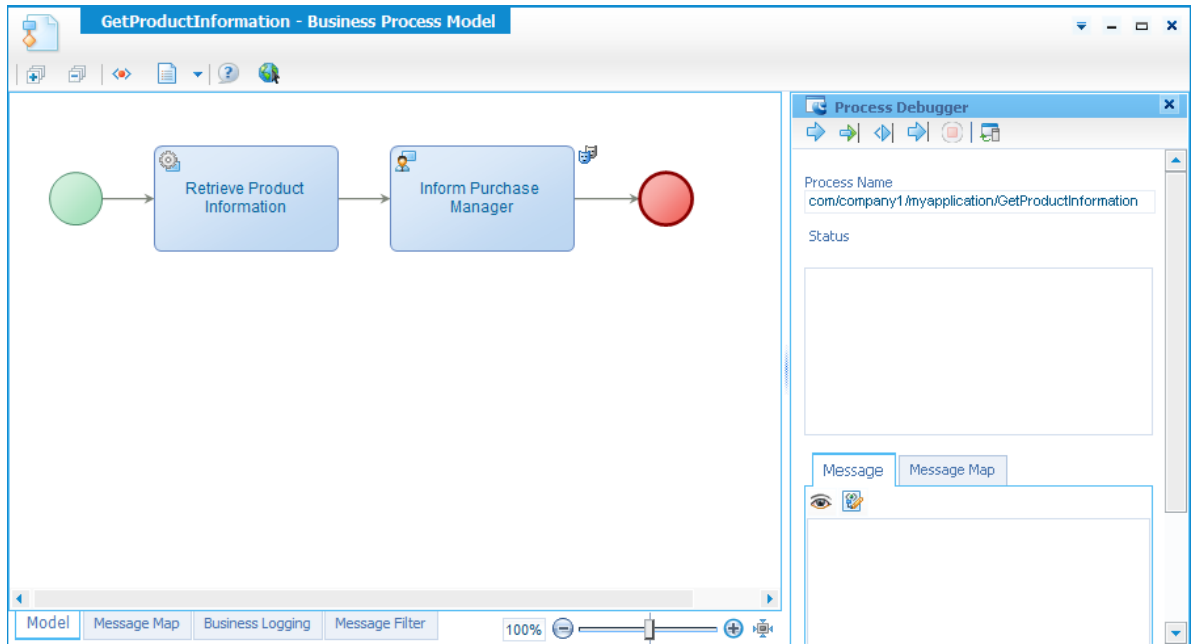 GetProductInformation - Business Process Model
Retrieve Product
Information
Inform Purchase
Manager
Process Debugger
Process Name
com/company1/myapplication/GetProductInformation
Status
Message
Message Map
Model
Message Map
Business Logging
Message Filter
100%